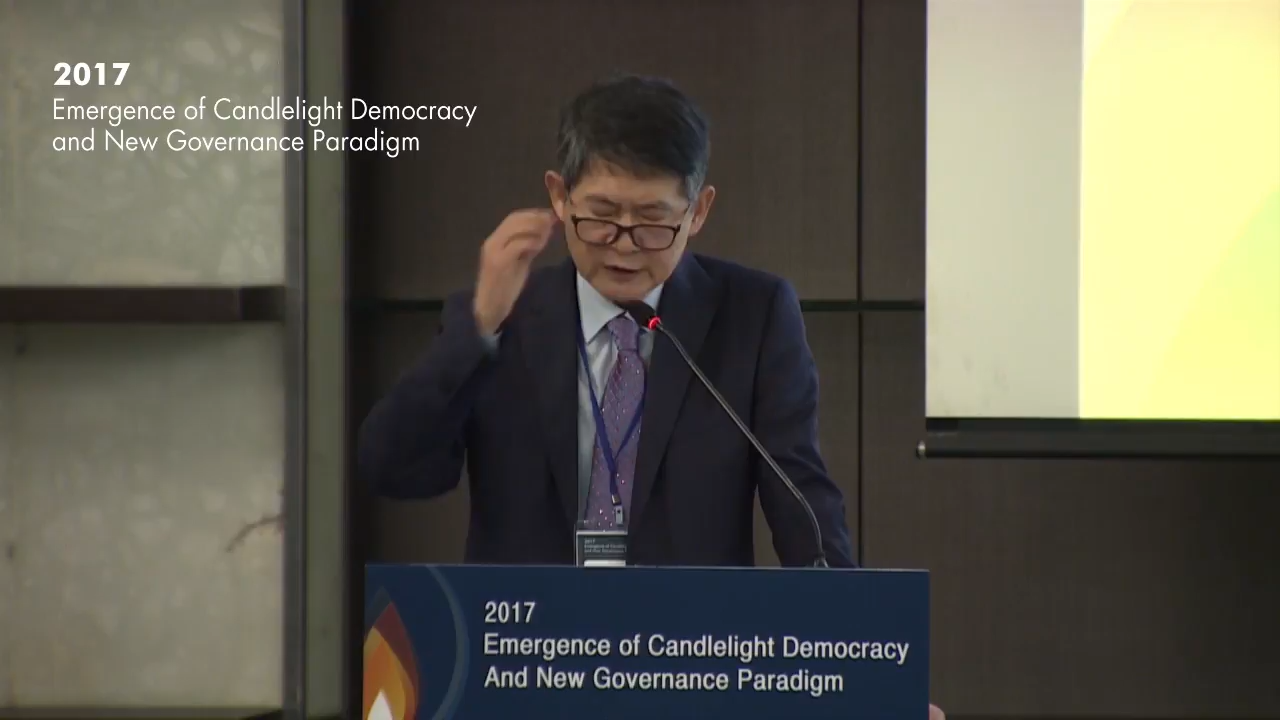 2017
Emergence of Candlelight Democracy
and New Governance Paradigm
2017
Emergence of Candlelight Democracy
And New Governance Paradigm